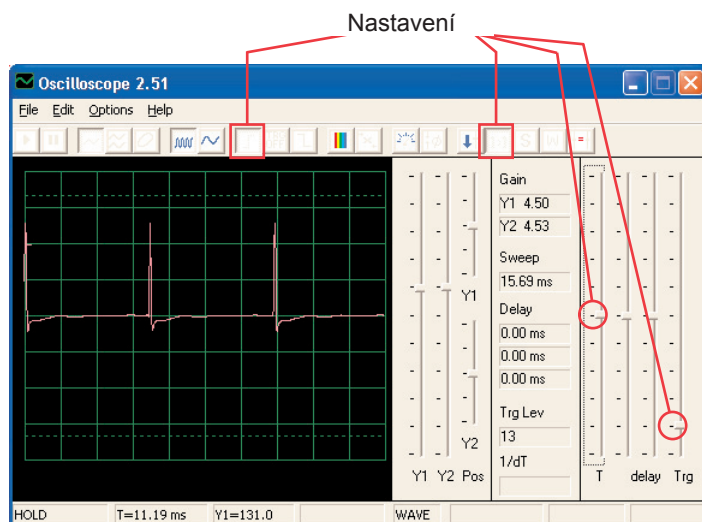 Nastavení
Oscilloscope 2.51
File Edit Options Help
Gain
Y1 4.50
Y2 4.53
Sweep
15.69 ms
Delay
0.00 ms
0.00 ms
0.00 ms
Trg Lev
13
1/dT
Y1
Y2
Y1 Y2 Pos
T delay Trg
HOLD T=11.19 ms Y1=131.0 WAVE